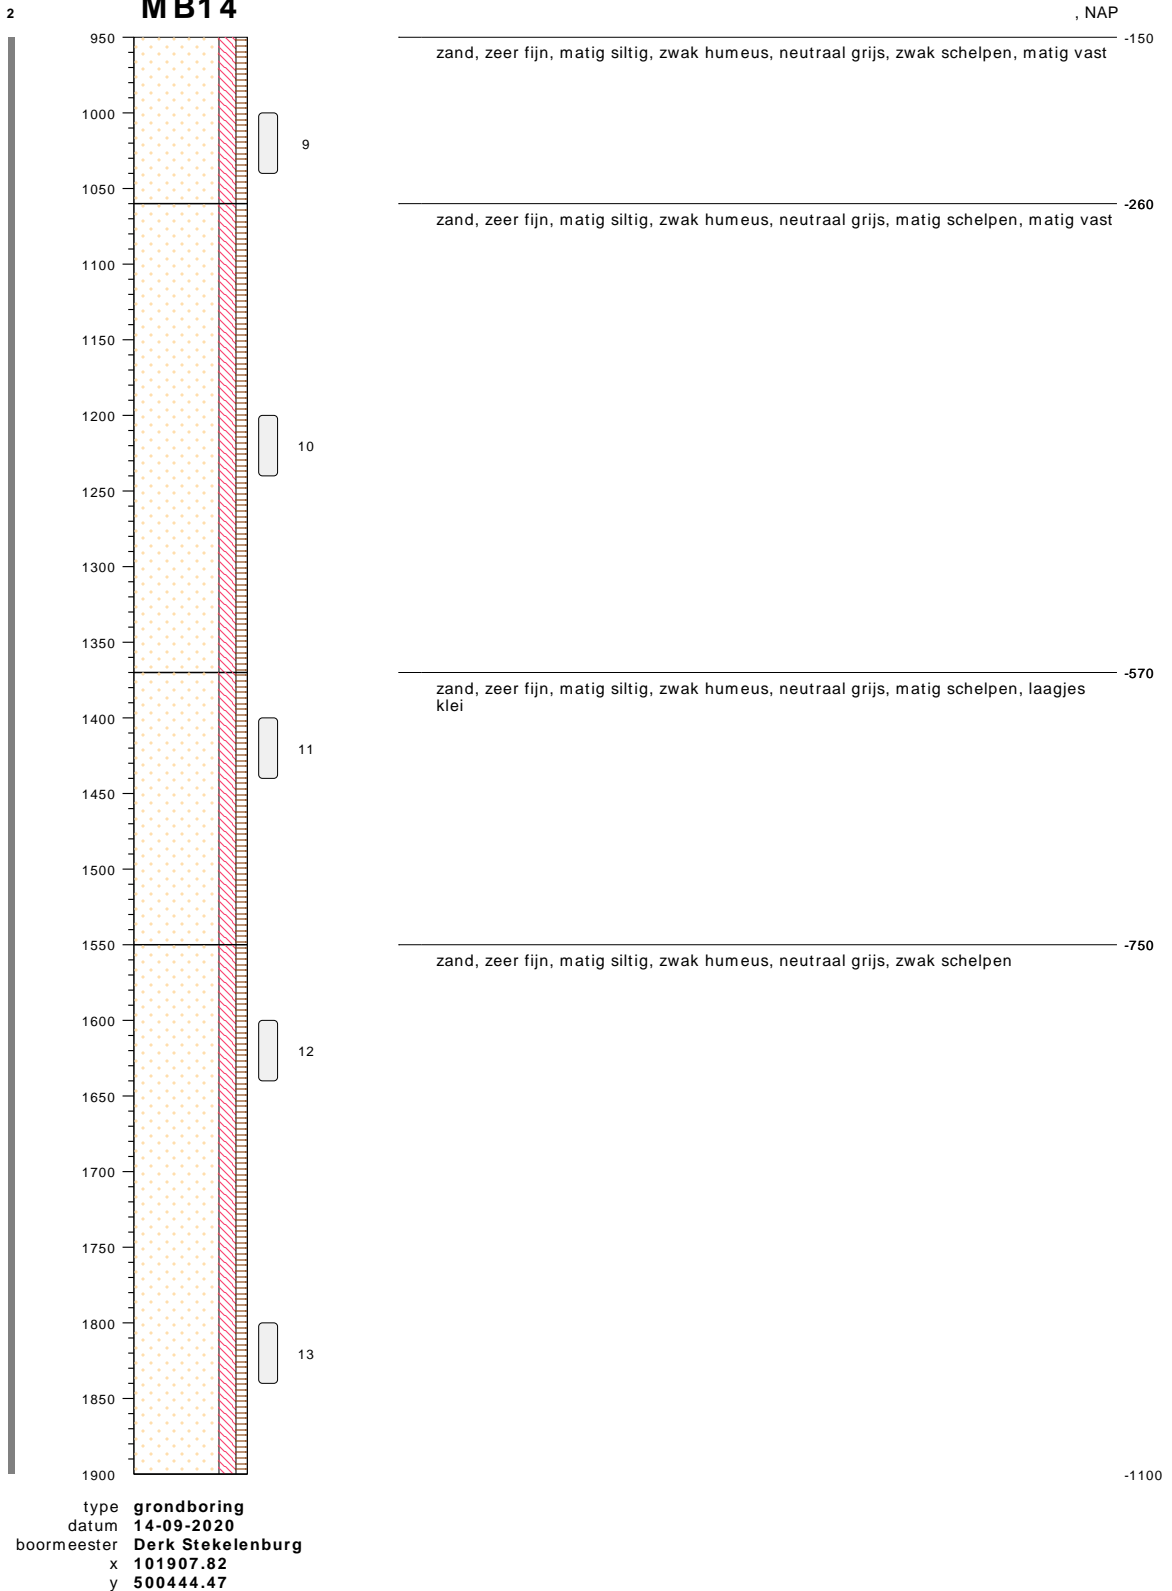 MB14
2
, NAP
950
-150
zand, zeer fijn, matig siltig, zwak humeus, neutraal grijs, zwak schelpen, matig vast
1000
9
1050
-260
zand, zeer fijn, matig siltig, zwak humeus, neutraal grijs, matig schelpen, matig vast
1100
1150
1200
10
1250
1300
1350
-570
zand, zeer fijn, matig siltig, zwak humeus, neutraal grijs, matig schelpen, laagjes
klei
1400
11
1450
1500
1550
-750
zand, zeer fijn, matig siltig, zwak humeus, neutraal grijs, zwak schelpen
1600
12
1650
1700
1750
1800
13
1850
1900
-1100
type grondboring
datum 14-09-2020
boormeester Derk Stekelenburg
x 101907.82
y 500444.47